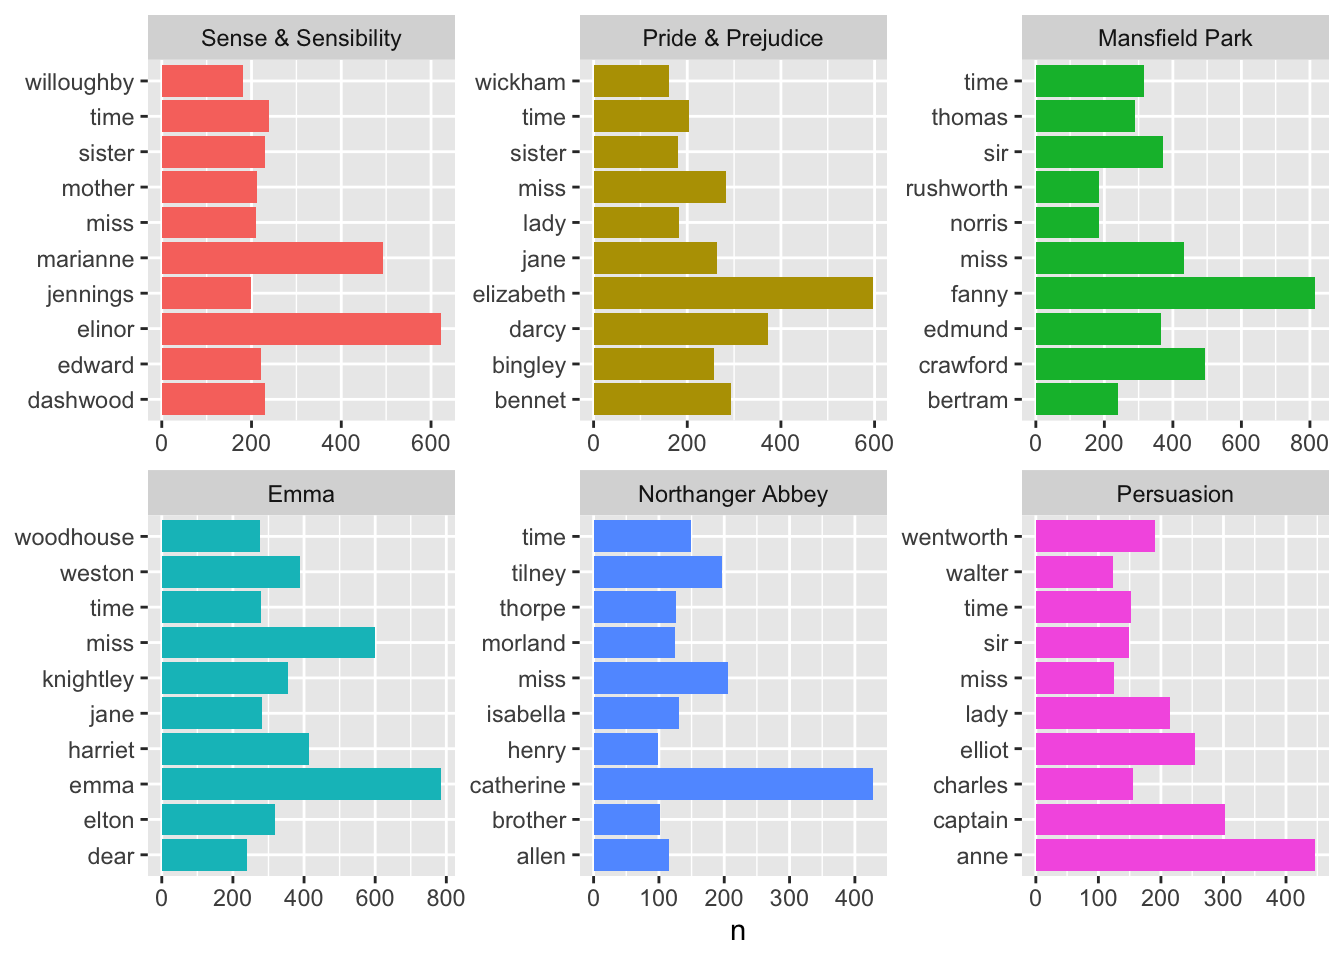 Sense & Sensibility
willoughby
time
sister
mother
miss
marianne
jennings
elinor
edward
dashwood
0 200 400 600
Pride & Prejudice
wickham
time
sister
miss
lady
jane
elizabeth
darcy
bingley
bennet
0 200 400 600
Mansfield Park
time
thomas
sir
rushworth
norris
miss
fanny
edmund
crawford
bertram
0 200 400 600 800
Emma
woodhouse
weston
time
miss
knightley
jane
harriet
emma
elton
dear
0 200 400 600 800
Northanger Abbey
time
tilney
thorpe
morland
miss
isabella
henry
catherine
brother
allen
0 100 200 300 400
Persuasion
wentworth
walter
time
sir
miss
lady
elliot
charles
captain
anne
0 100 200 300 400
n